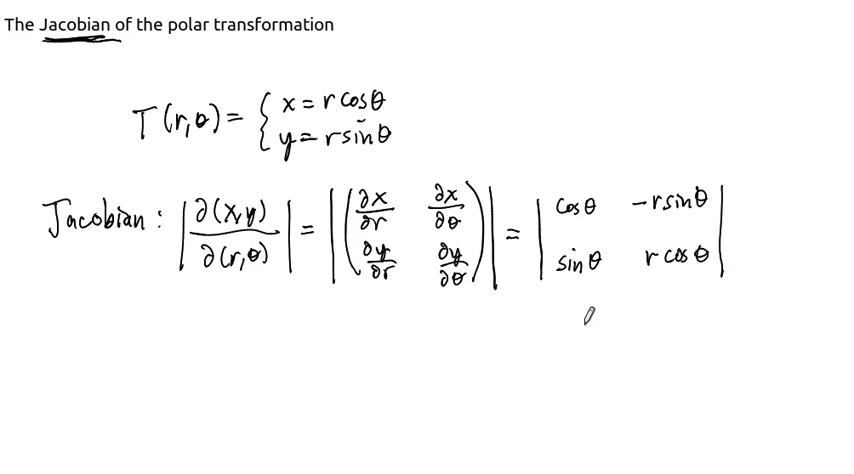 The Jacobian of the polar transformation
T(r,θ) = { x = r cosθ
y = r sinθ
Jacobian : | ∂(x,y) / ∂(r,θ) | = | ( ∂x/∂r ∂x/∂θ ∂y/∂r ∂y/∂θ ) | = | cosθ -r sinθ
sinθ r cosθ |